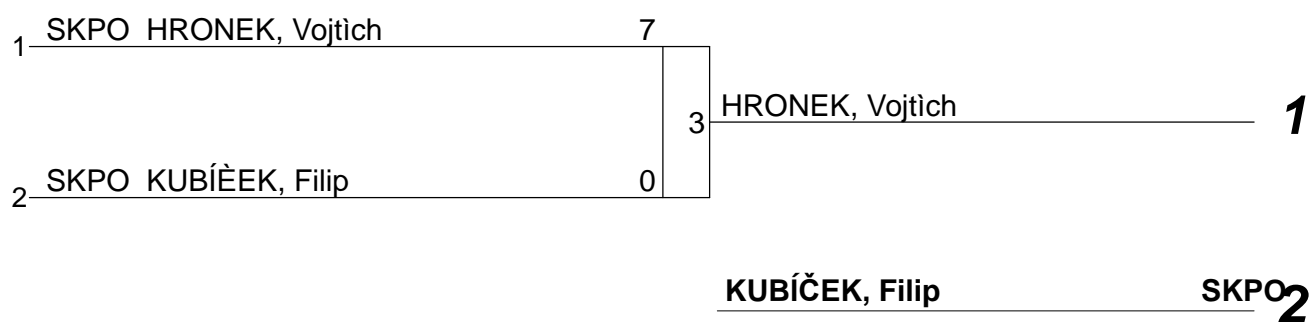 1 SKPO HRONEK, Vojtìch 7
3 HRONEK, Vojtìch 1
2 SKPO KUBÍÈEK, Filip 0
KUBÍČEK, Filip SKPO 2